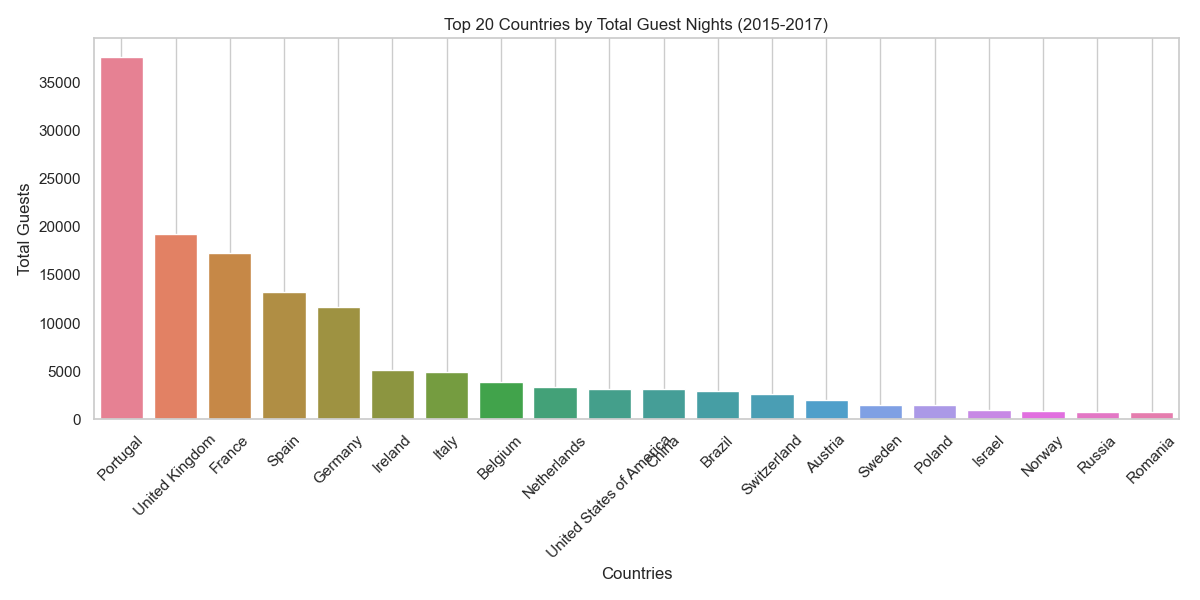 Top 20 Countries by Total Guest Nights (2015-2017)
Total Guests
35000
30000
25000
20000
15000
10000
5000
0
Portugal
United Kingdom
France
Spain
Germany
Ireland
Italy
Belgium
Netherlands
United States of America
China
Brazil
Switzerland
Austria
Sweden
Poland
Israel
Norway
Russia
Romania
Countries